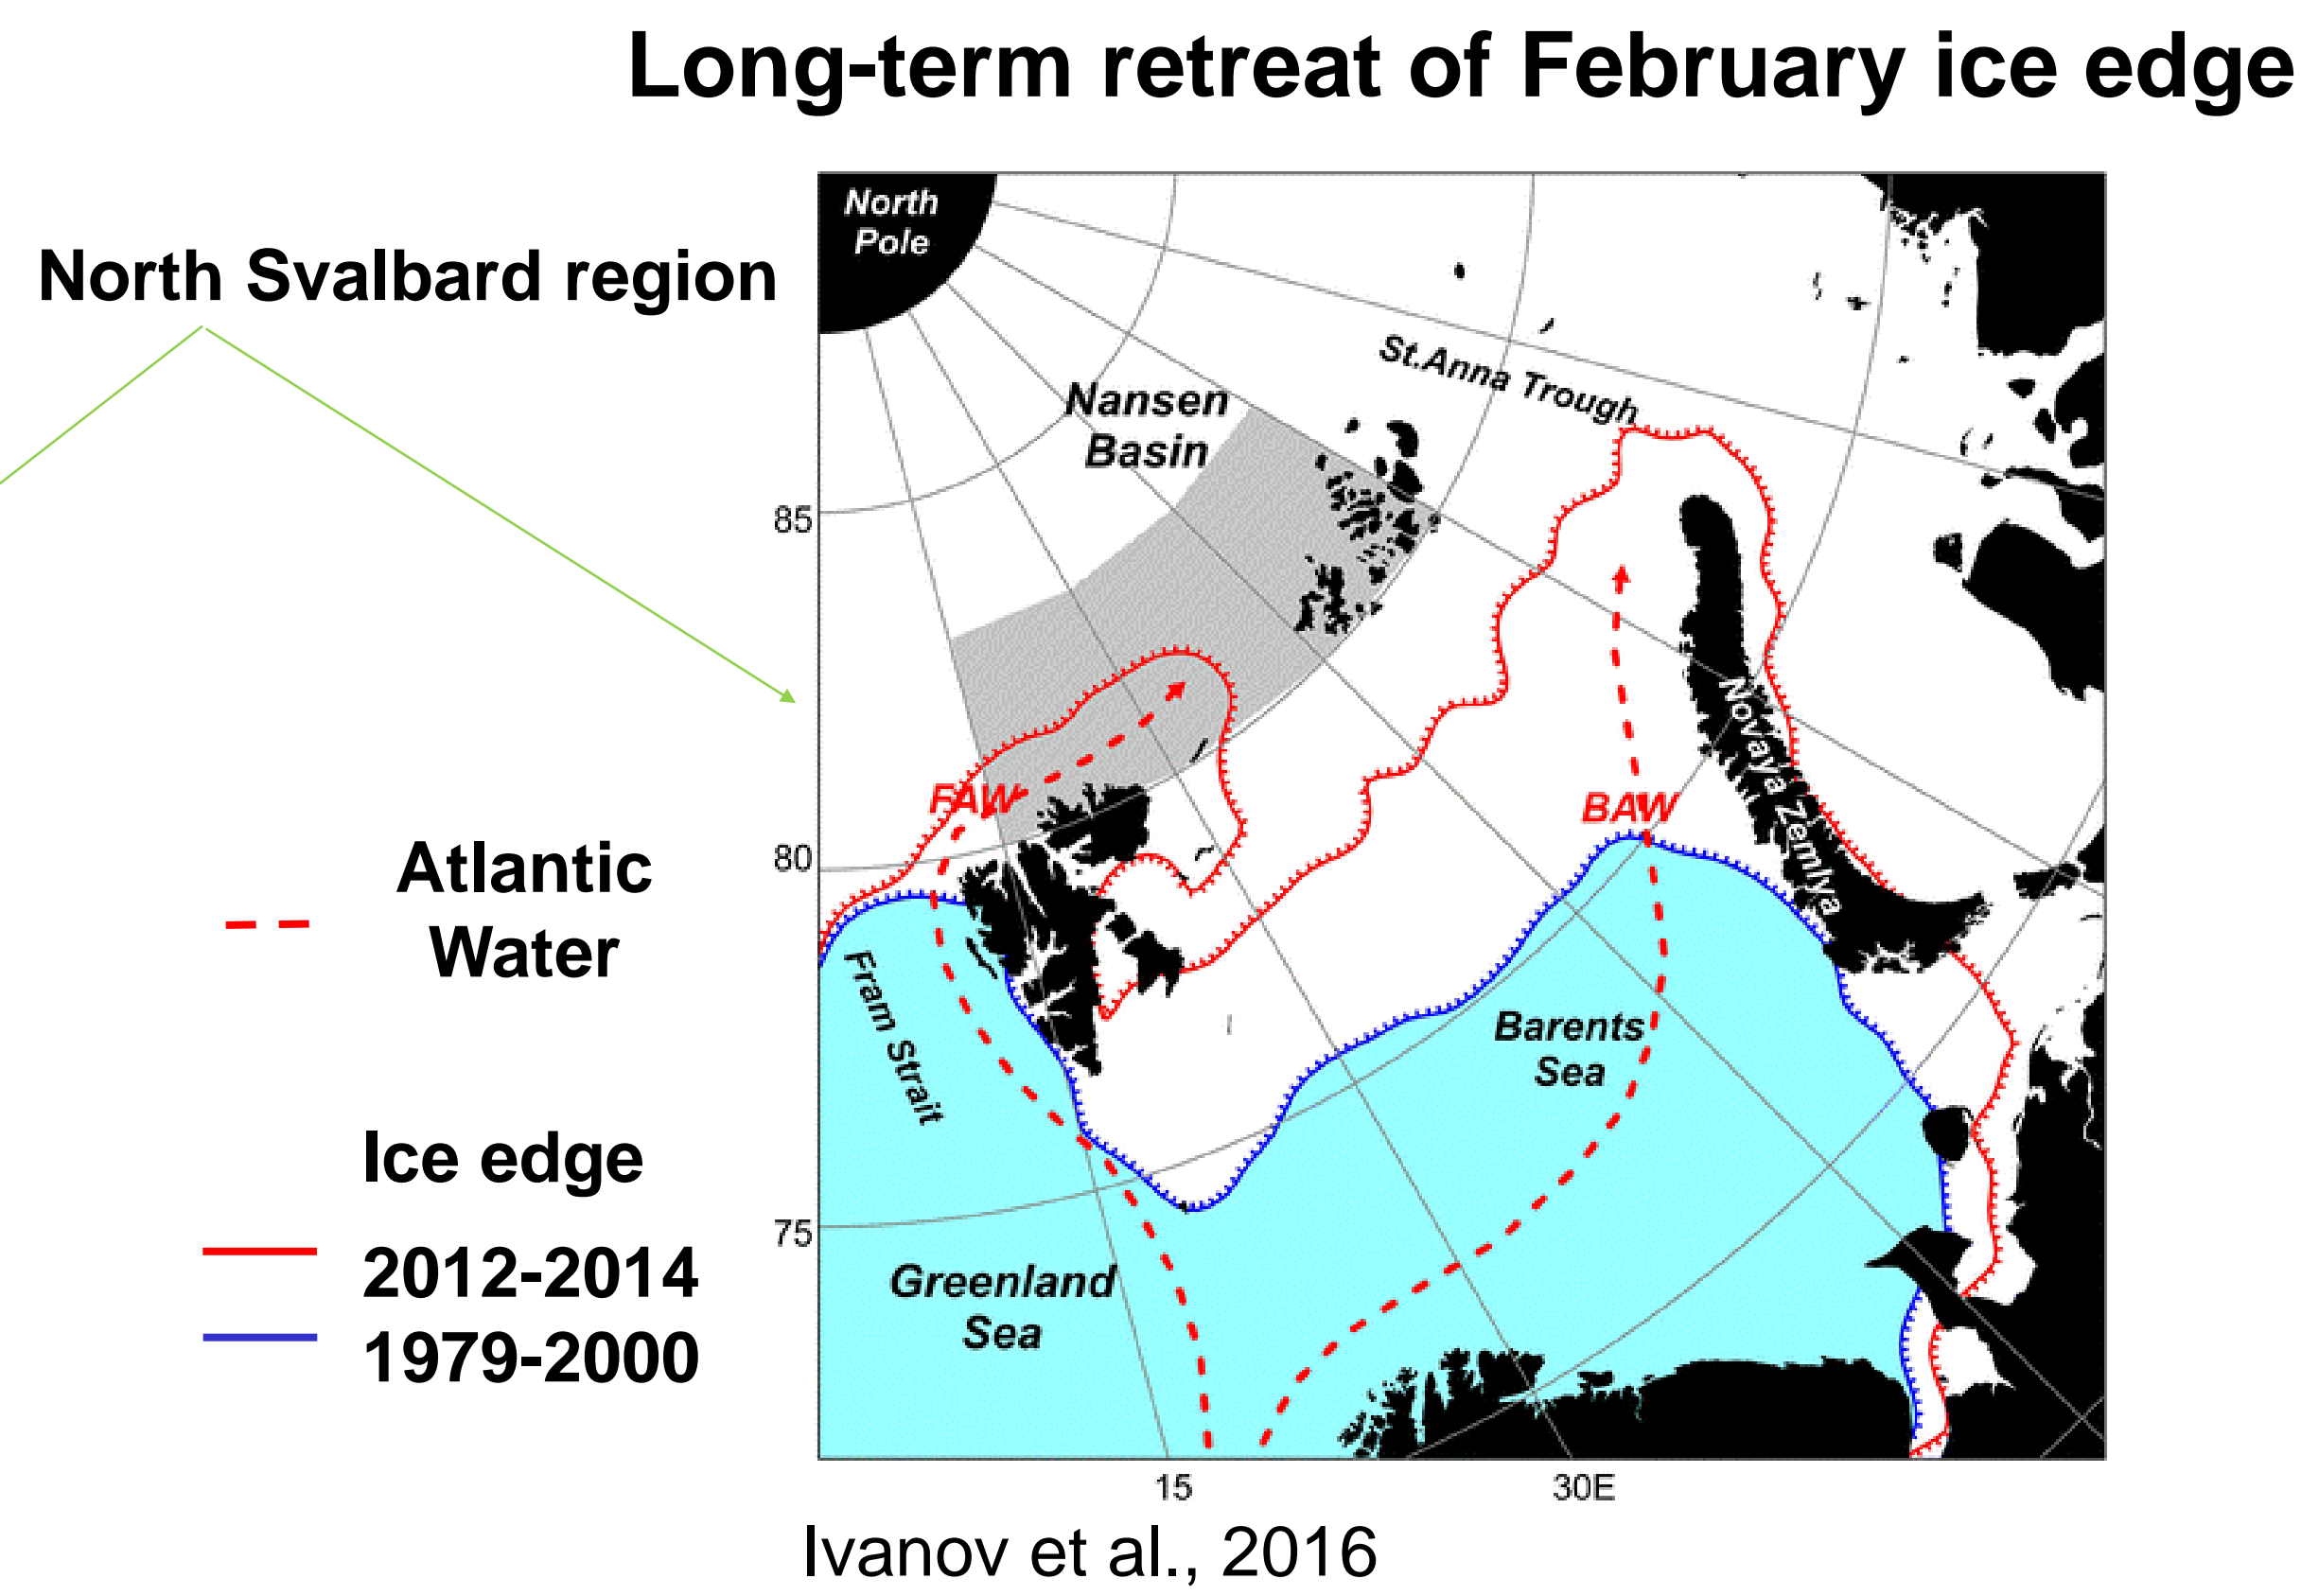 Long-term retreat of February ice edge
North Svalbard region
North
Pole
St.Anna Trough
Nansen
Basin
85
FAW
BAW
Novaya Zemlya
80
Atlantic
Water
Fram Strait
Barents
Sea
Ice edge
75
2012-2014
Greenland
Sea
1979-2000
15
30E
Ivanov et al., 2016